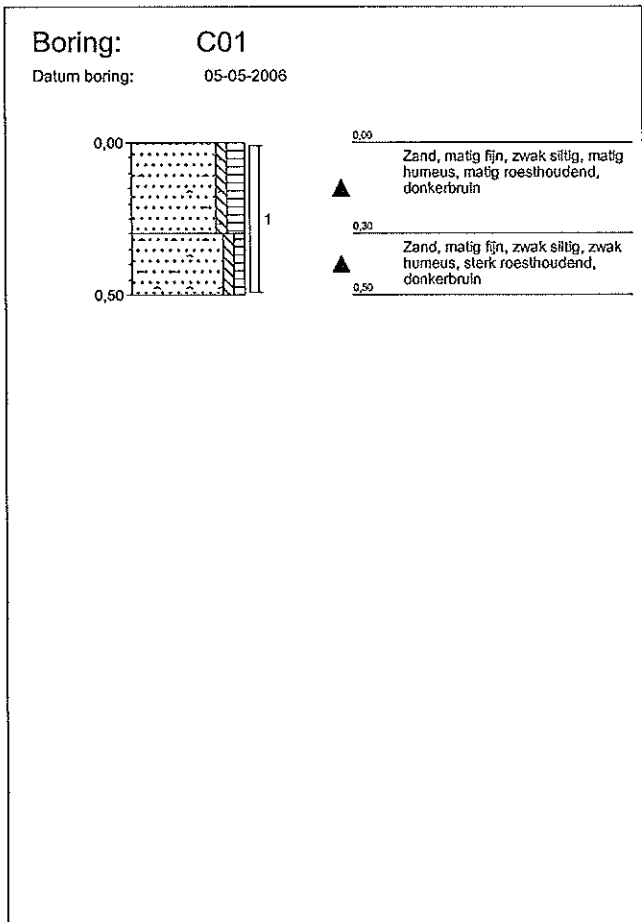 Boring: C01
Datum boring: 05-05-2006
0,00
0,50
1
0,00
Zand, matig fijn, zwak siltig, matig
humeus, matig roesthoudend,
donkerbruin
0,30
Zand, matig fijn, zwak siltig, zwak
humeus, sterk roesthoudend,
donkerbruin
0,50